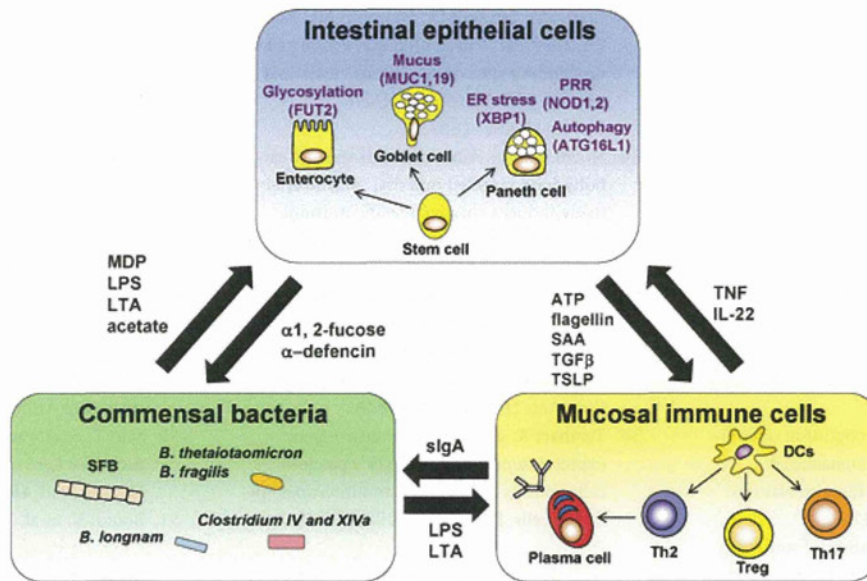 Intestinal epithelial cells
Mucus
(MUC1,19)
Glycosylation
(FUT2)
PRR
(NOD1,2)
ER stress
(XBP1)
Autophagy
(ATG16L1)
Goblet cell
Enterocyte
Paneth cell
Stem cell
MDP
LPS
LTA
acetate
α1, 2-fucose
α–defencin
ATP
flagellin
SAA
TGFβ
TSLP
TNF
IL-22
Commensal bacteria
SFB
B. thetaiotaomicron
B. fragilis
Clostridium IV and XIVa
B. longnam
sIgA
LPS
LTA
Mucosal immune cells
DCs
Plasma cell
Th2
Treg
Th17